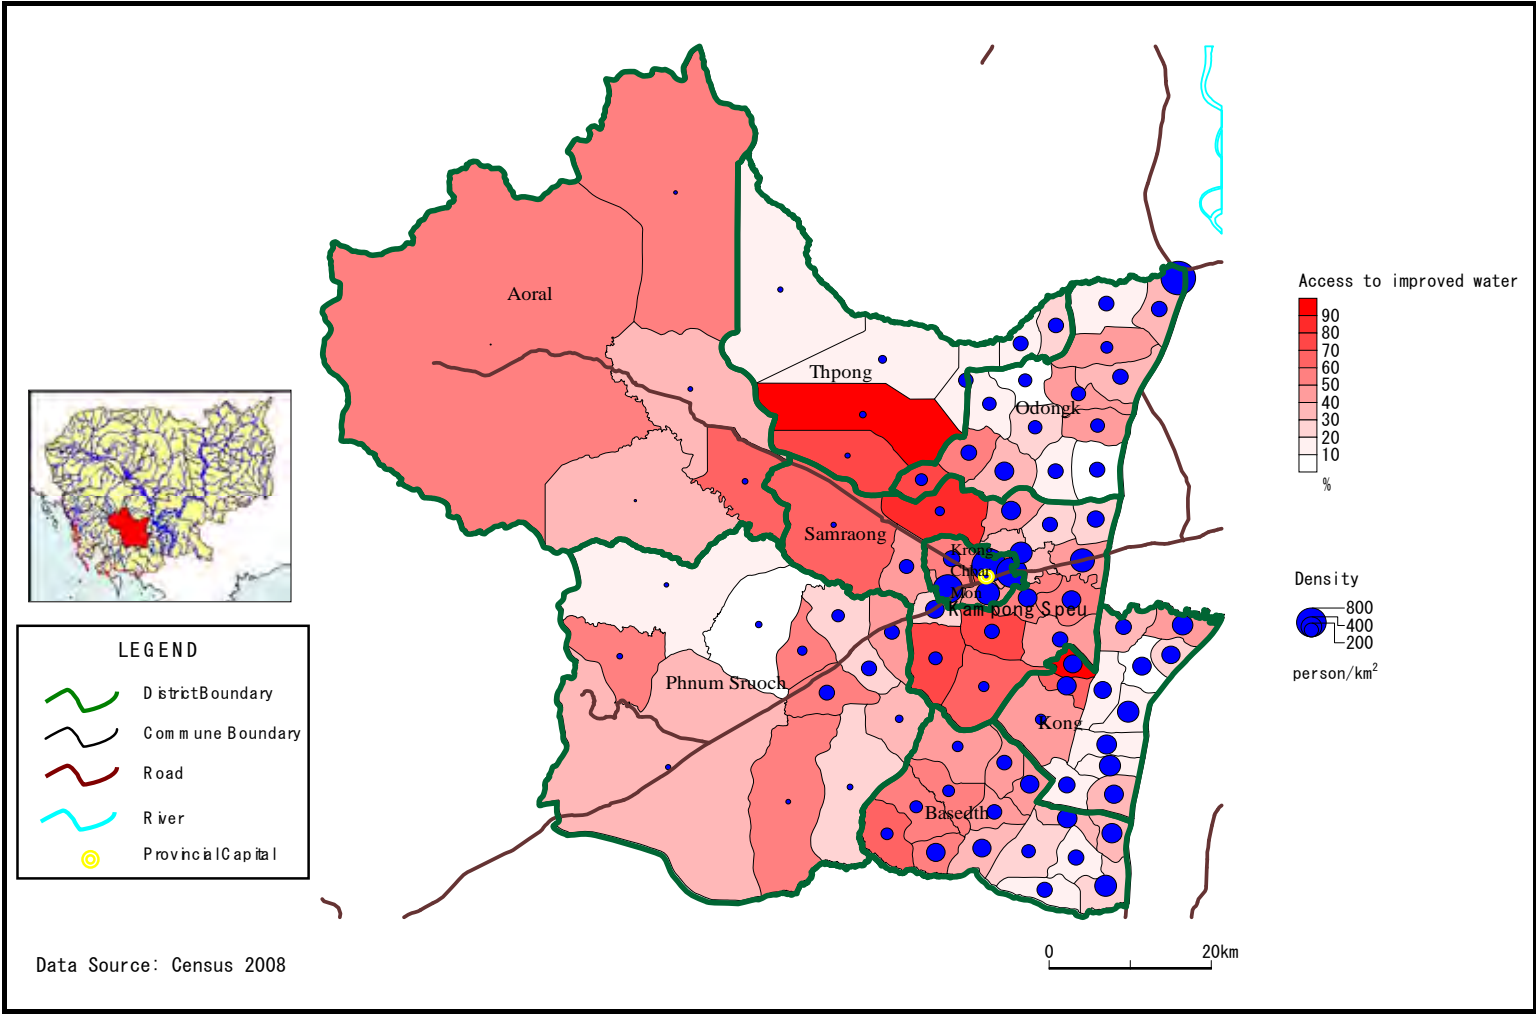 Aoral
Thpong
Odongk
Samraong
Krong
Chbar
Mon
Kampong Speu
Phnum Sruoch
Kong
Basedth
Access to improved water
90
80
70
60
50
40
30
20
10
%
Density
800
400
200
person/km²
LEGEND
District Boundary
Commune Boundary
Road
River
Provincial Capital
Data Source: Census 2008
0 20km